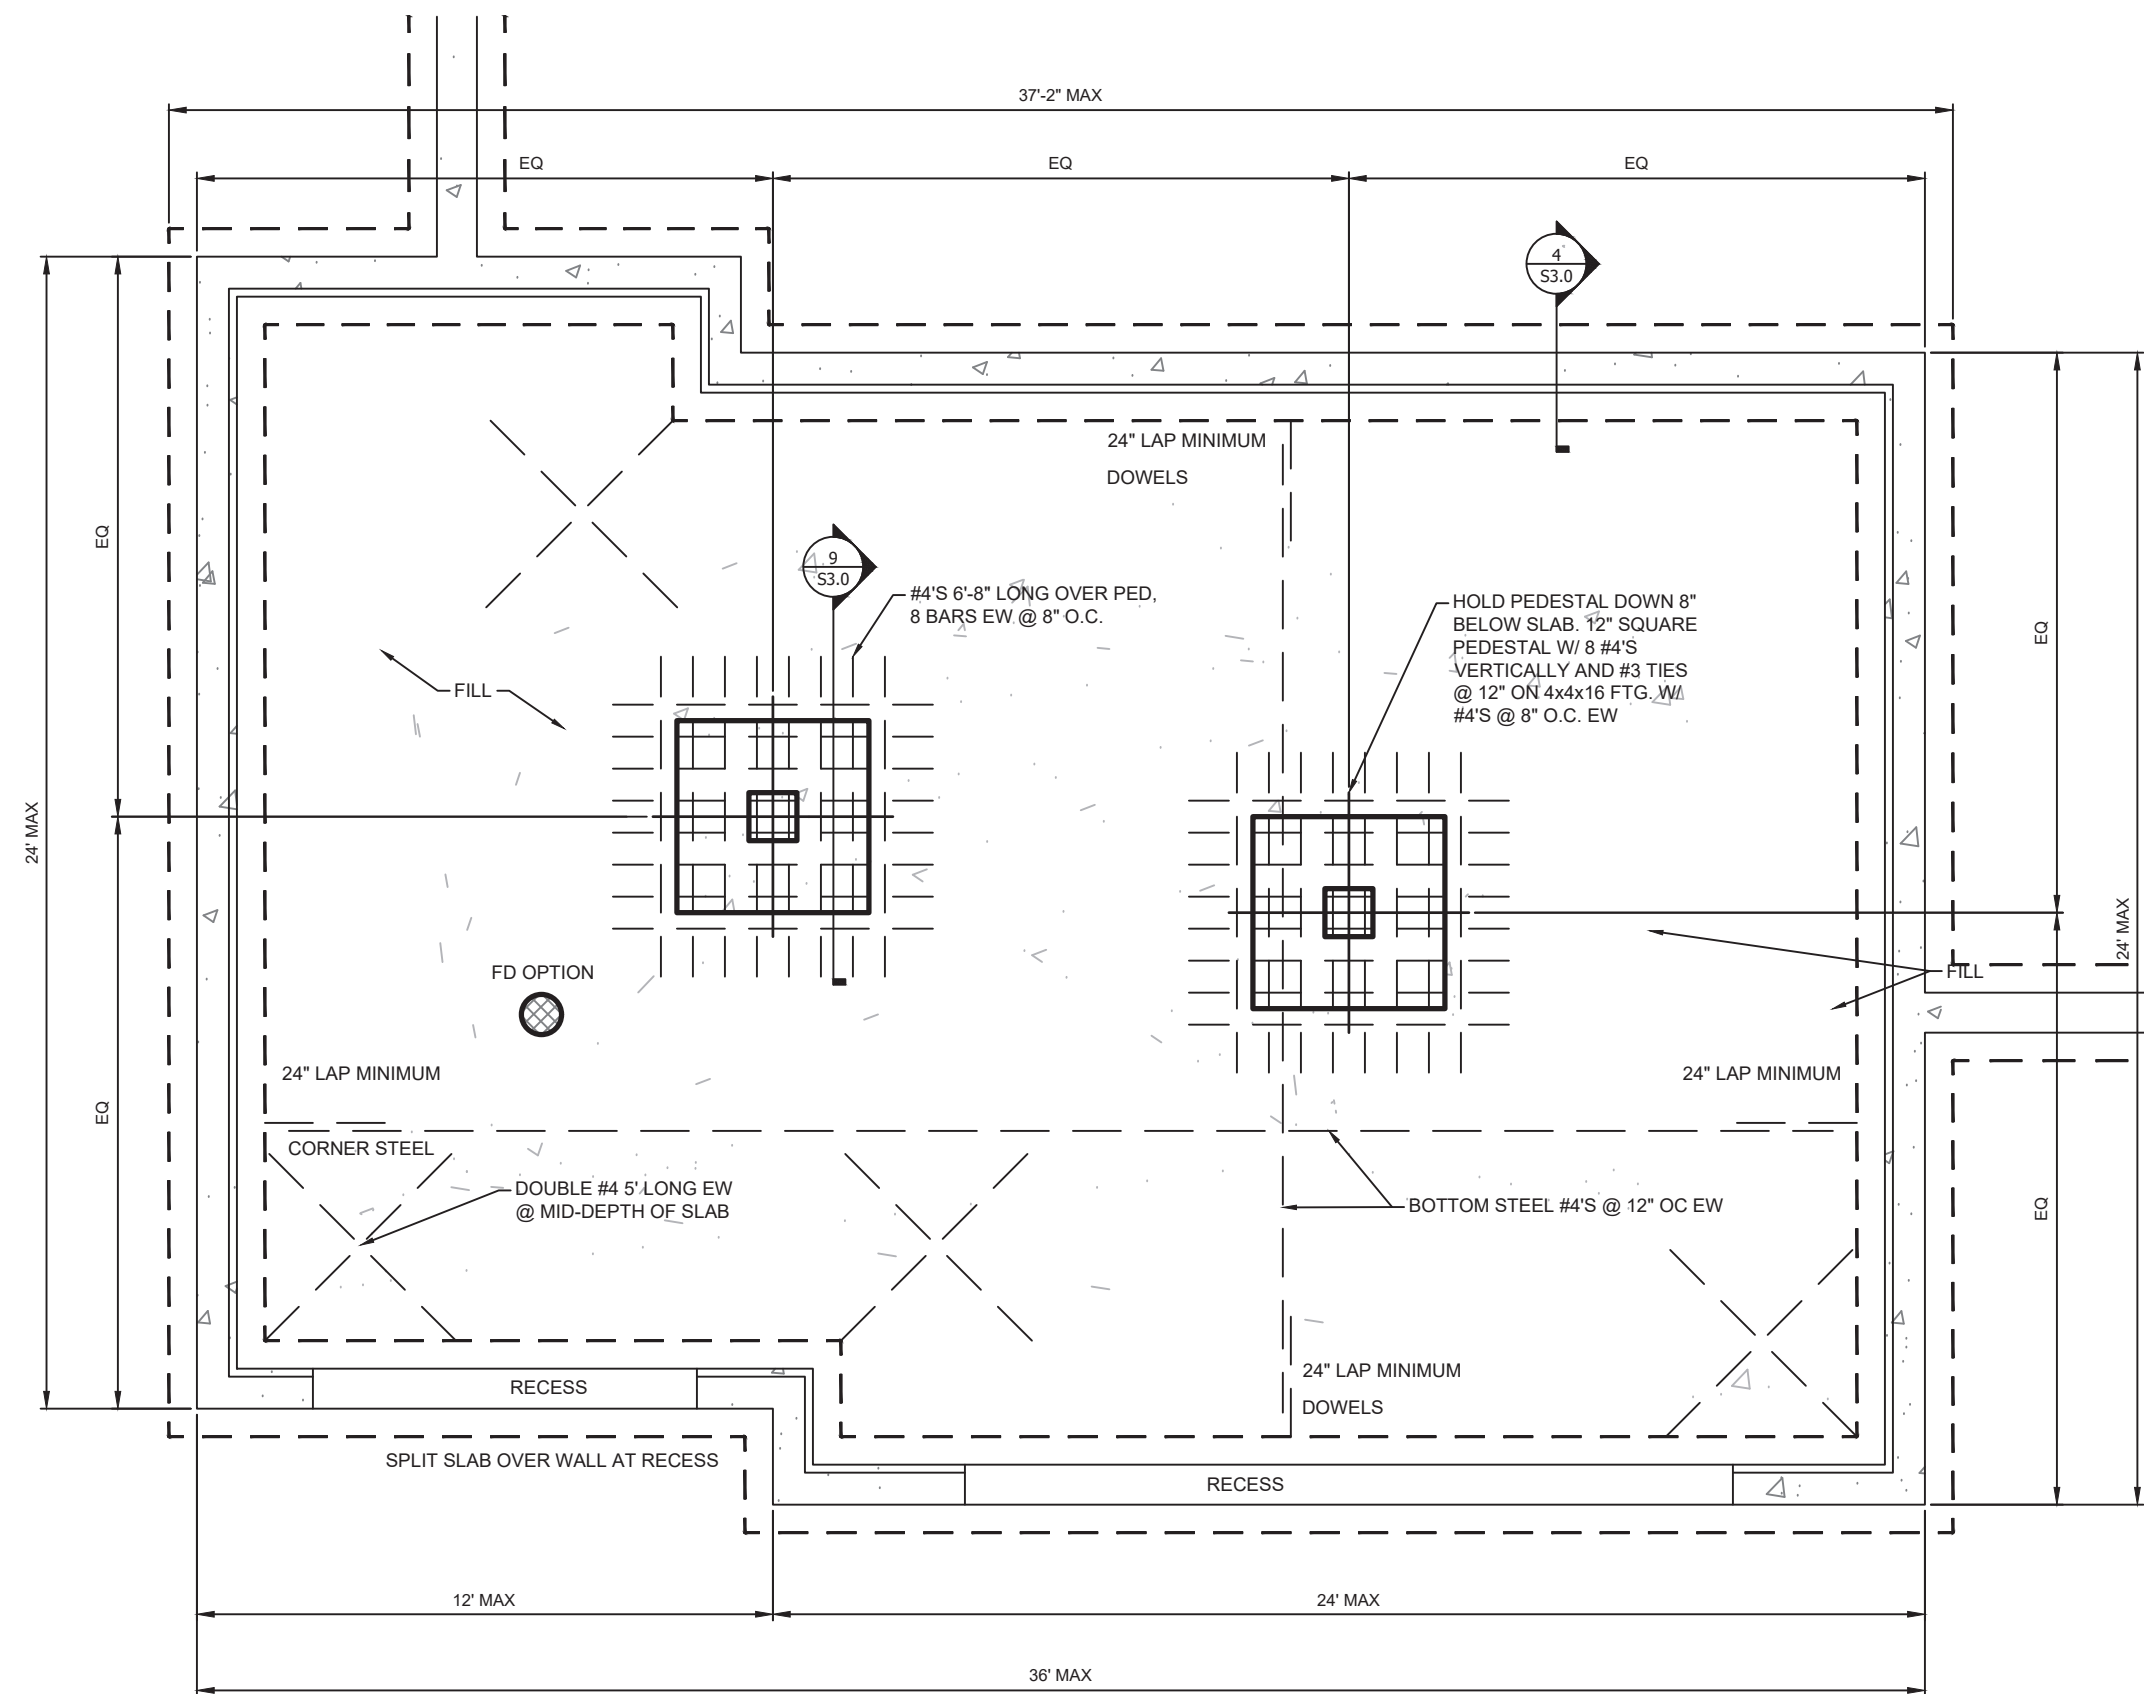 37'-2" MAX
EQ
EQ
EQ
4
S3.0
24" LAP MINIMUM
DOWELS
EQ
9
S3.0
#4'S 6'-8" LONG OVER PED,
8 BARS EW @ 8" O.C.
HOLD PEDESTAL DOWN 8"
BELOW SLAB. 12" SQUARE
PEDESTAL W/ 8 #4'S
VERTICALLY AND #3 TIES
@ 12" ON 4x4x16 FTG. W/
#4'S @ 8" O.C. EW
EQ
FILL
24' MAX
24' MAX
FD OPTION
FILL
24" LAP MINIMUM
24" LAP MINIMUM
EQ
CORNER STEEL
DOUBLE #4 5' LONG EW
@ MID-DEPTH OF SLAB
BOTTOM STEEL #4'S @ 12" OC EW
EQ
24" LAP MINIMUM
DOWELS
RECESS
SPLIT SLAB OVER WALL AT RECESS
RECESS
12' MAX
24' MAX
36' MAX